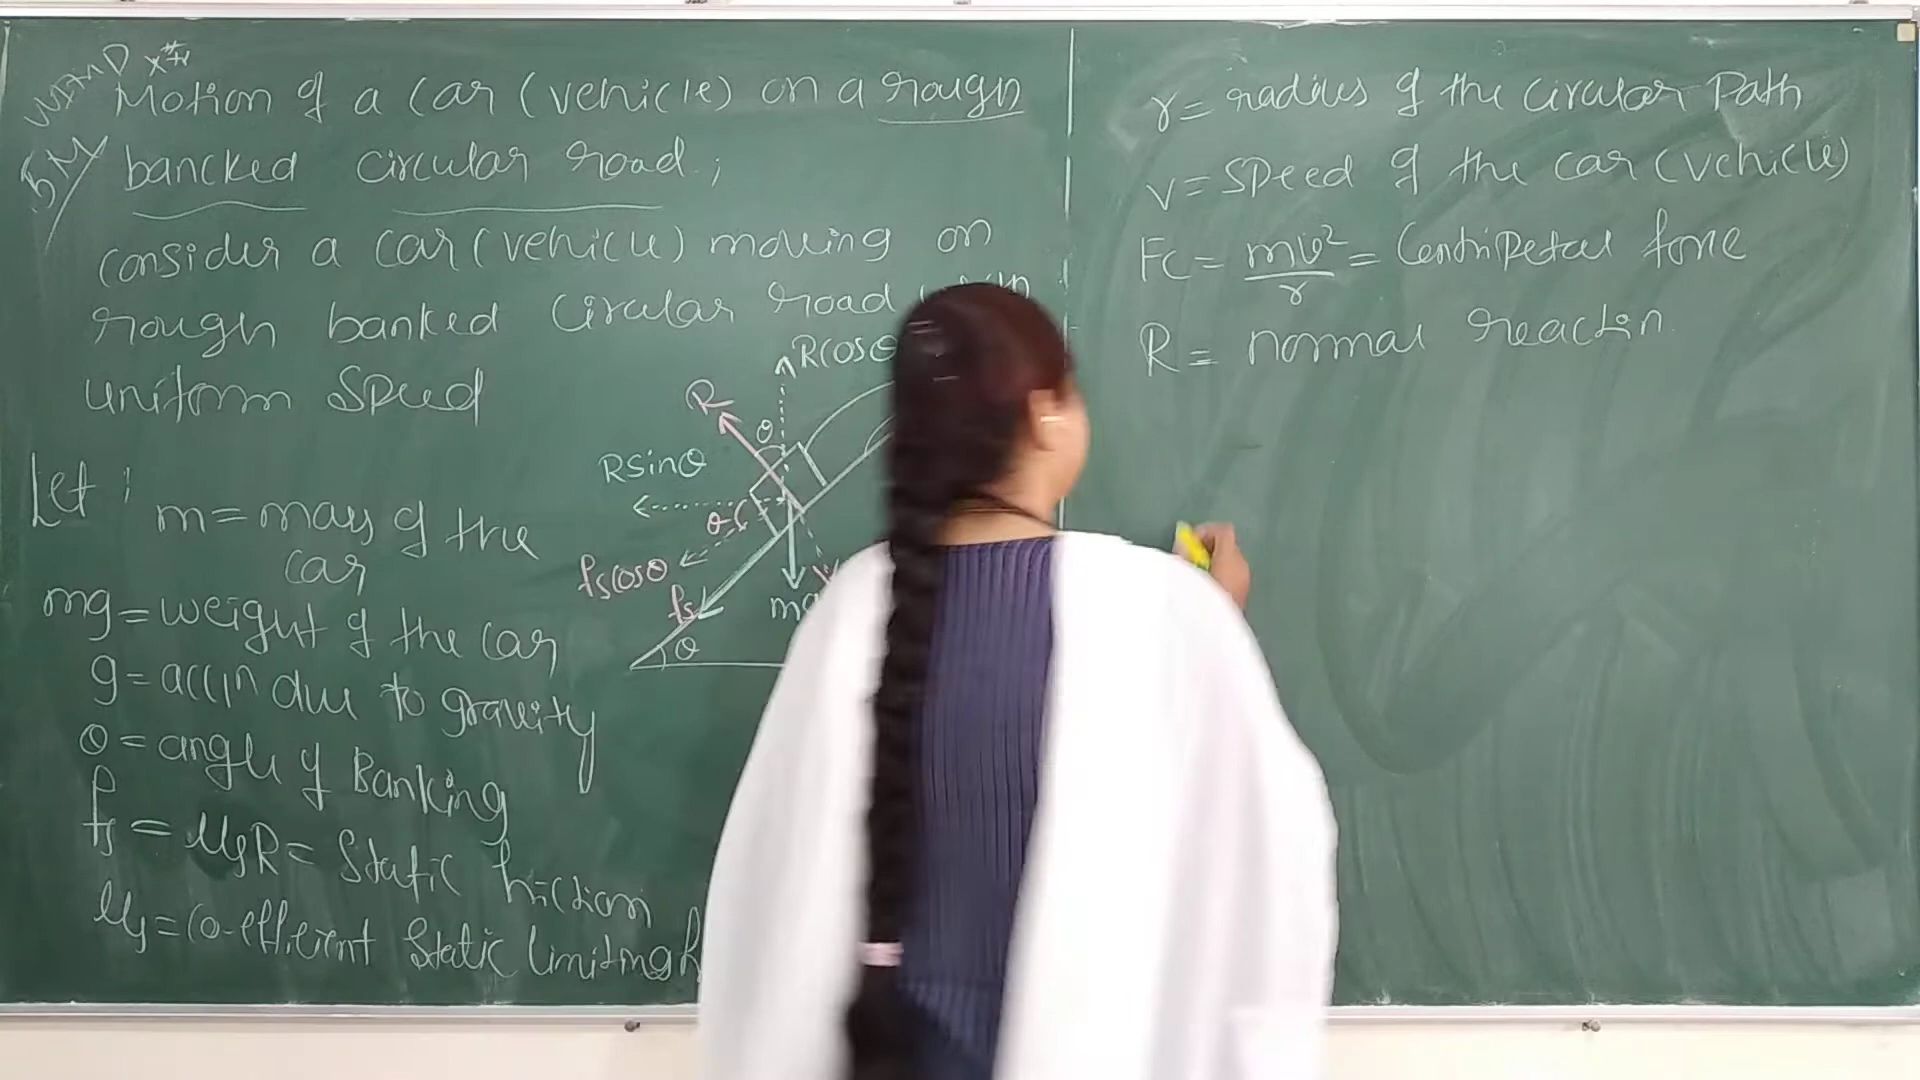 Motion of a car (vehicle) on a rough
bancked circular road;
5M
consider a car (vehicle) moving on
rough banked Circular road
uniform Speed
Let :
m = mass of the
car
mg = weight of the car
g = accln due to gravity
θ = angle of Banking
fs = μsR = Static friction
μs = co-efficient Static limiting
Rcosθ
R
θ
Rsinθ
θ
fscosθ
fs
mg
θ
r = radius of the circular Path
v = speed of the car (vehicle)
Fc = mv²/r = Centripetal force
R = normal reactin